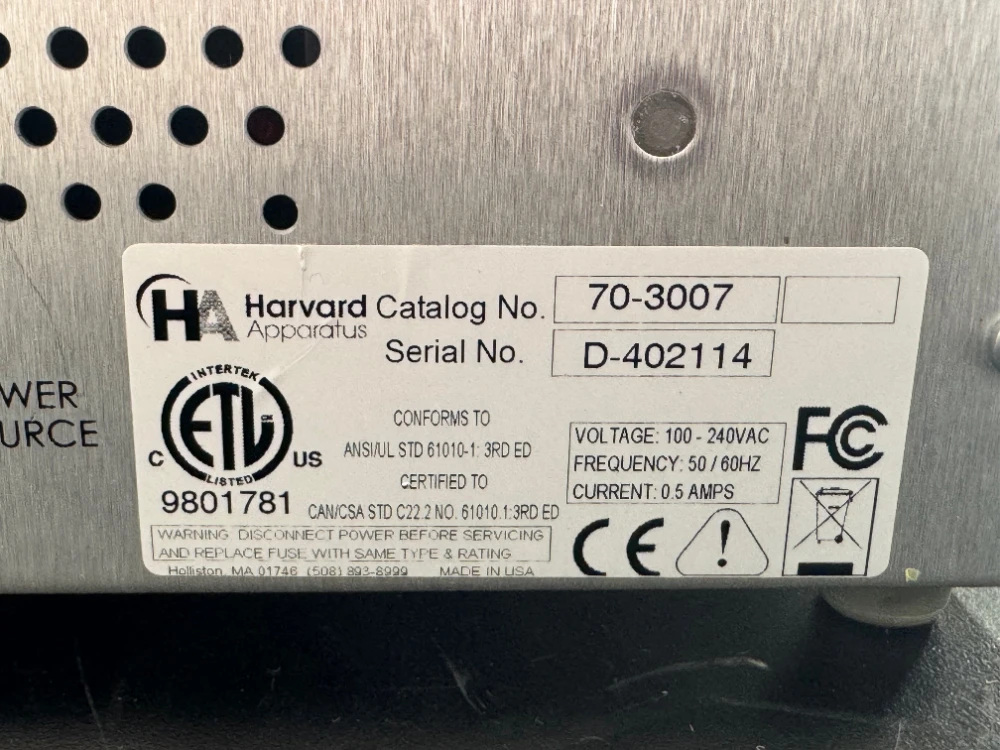 HA Harvard Apparatus
Catalog No. 70-3007
Serial No. D-402114
WER
URCE
INTERTEK
ETL
LISTED
C US
9801781
CONFORMS TO
ANSI/UL STD 61010-1: 3RD ED
CERTIFIED TO
CAN/CSA STD C22.2 NO. 61010.1:3RD ED
VOLTAGE: 100 - 240VAC
FREQUENCY: 50 / 60HZ
CURRENT: 0.5 AMPS
FC
WARNING DISCONNECT POWER BEFORE SERVICING
AND REPLACE FUSE WITH SAME TYPE & RATING
Holliston, MA 01746 (508) 893-8999 MADE IN USA
CE
!